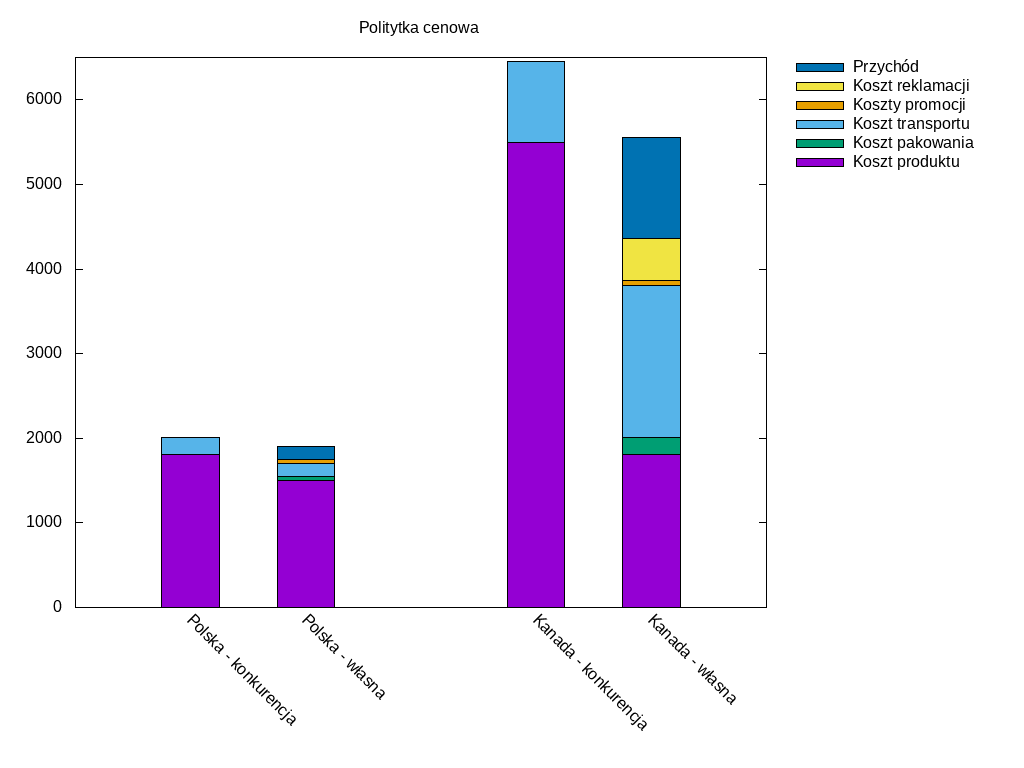 Politytka cenowa
Przychód
Koszt reklamacji
Koszty promocji
Koszt transportu
Koszt pakowania
Koszt produktu
6000
5000
4000
3000
2000
1000
0
Polska - konkurencja
Polska - własna
Kanada - konkurencja
Kanada - własna